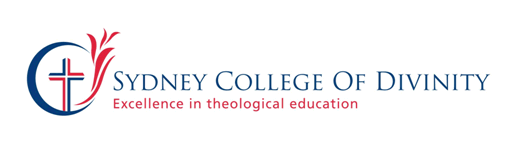 SYDNEY COLLEGE OF DIVINITY
Excellence in theological education